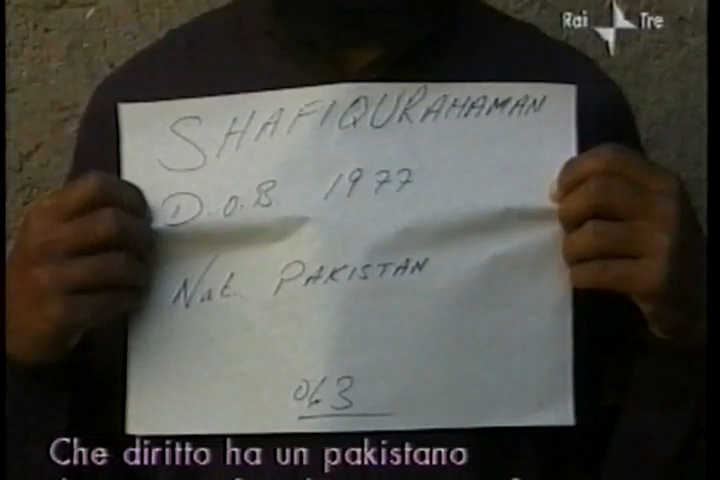 Rai Tre
SHAFIQURAHAMAN
D.O.B. 1977
Nat. PAKISTAN
063
Che diritto ha un pakistano